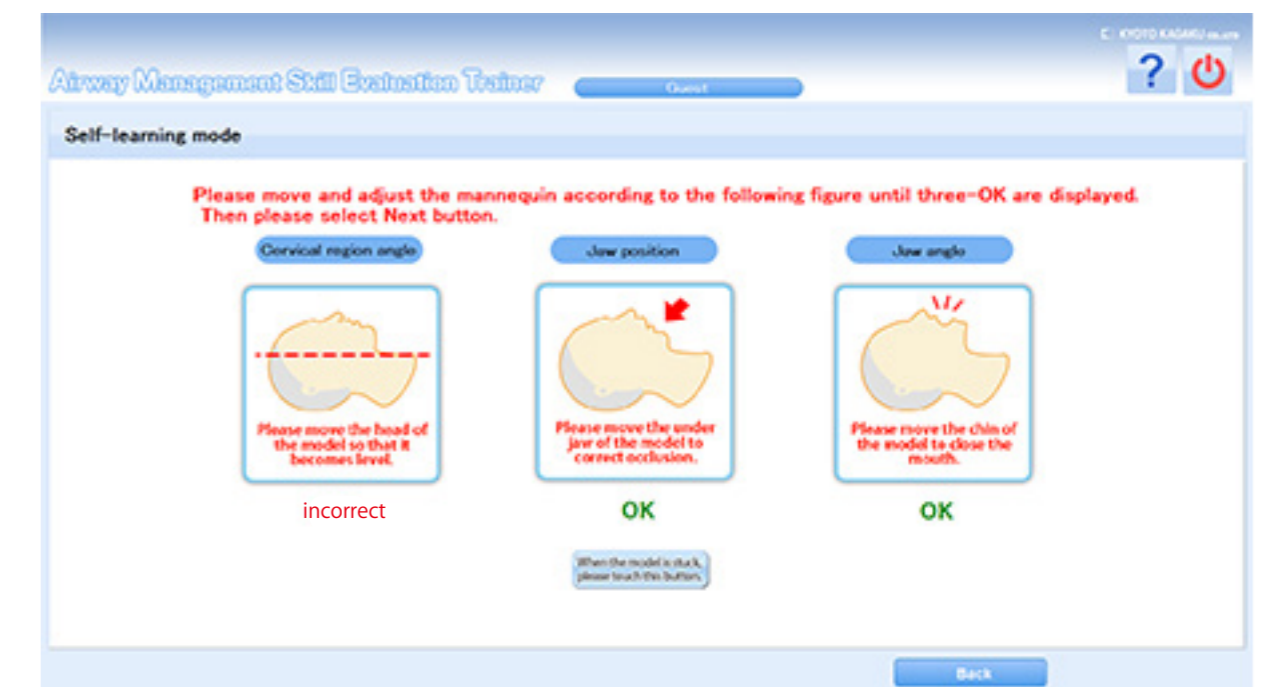 KYOTO KAGAKU co.,LTD
Airway Management Skill Evaluation Trainer
Guest
?
Self-learning mode
Please move and adjust the mannequin according to the following figure until three-OK are displayed.
Then please select Next button.
Cervical region angle
Jaw position
Jaw angle
Please move the head of
the model so that it
becomes level.
Please move the under
jaw of the model to
correct occlusion.
Please move the chin of
the model to close the
mouth.
incorrect
OK
OK
When the model is stuck,
please touch this button.
Back